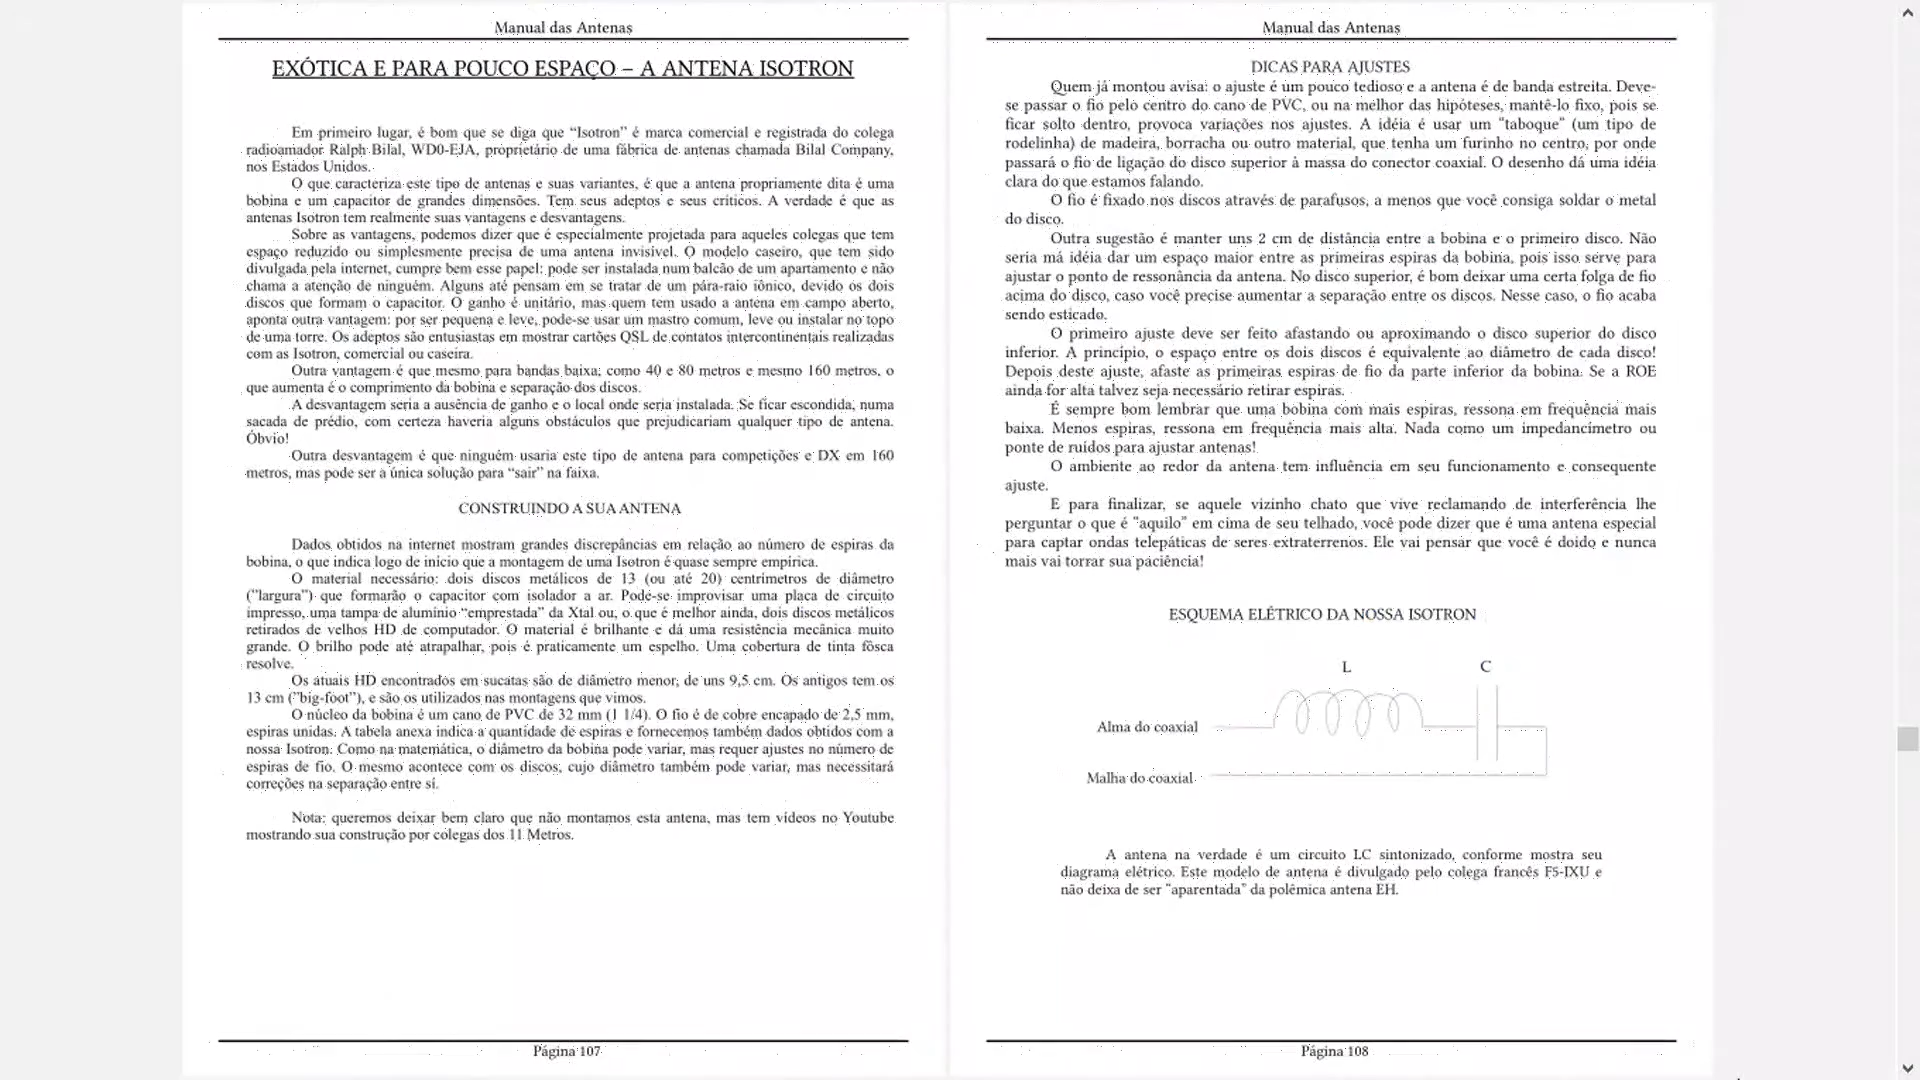 Manual das Antenas
EXÓTICA E PARA POUCO ESPAÇO – A ANTENA ISOTRON
Em primeiro lugar, é bom que se diga que “Isotron” é marca comercial e registrada do colega
radioamador Ralph Bilal, WD0-EJA, proprietário de uma fábrica de antenas chamada Bilal Company,
nos Estados Unidos.
O que caracteriza este tipo de antenas e suas variantes, é que a antena propriamente dita é uma
bobina e um capacitor de grandes dimensões. Tem seus adeptos e seus críticos. A verdade é que as
antenas Isotron tem realmente suas vantagens e desvantagens.
Sobre as vantagens, podemos dizer que é especialmente projetada para aqueles colegas que tem
espaço reduzido ou simplesmente precisa de uma antena invisível. O modelo caseiro, que tem sido
divulgada pela internet, cumpre bem esse papel: pode ser instalada num balcão de um apartamento e não
chama a atenção de ninguém. Alguns até pensam em se tratar de um pára-raio iônico, devido os dois
discos que formam o capacitor. O ganho é unitário, mas quem tem usado a antena em campo aberto,
aponta outra vantagem: por ser pequena e leve, pode-se usar um mastro comum, leve ou instalar no topo
de uma torre. Os adeptos são entusiastas em mostrar cartões QSL de contatos intercontinentais realizadas
com as Isotron, comercial ou caseira.
Outra vantagem é que mesmo para bandas baixa, como 40 e 80 metros e mesmo 160 metros, o
que aumenta é o comprimento da bobina e separação dos discos.
A desvantagem seria a ausência de ganho e o local onde seria instalada. Se ficar escondida, numa
sacada de prédio, com certeza haveria alguns obstáculos que prejudicariam qualquer tipo de antena.
Óbvio!
Outra desvantagem é que ninguém usaria este tipo de antena para competições e DX em 160
metros, mas pode ser a única solução para “sair” na faixa.
CONSTRUINDO A SUA ANTENA
Dados obtidos na internet mostram grandes discrepâncias em relação ao número de espiras da
bobina, o que indica logo de início que a montagem de uma Isotron é quase sempre empírica.
O material necessário: dois discos metálicos de 13 (ou até 20) centímetros de diâmetro
("largura") que formarão o capacitor com isolador a ar. Pode-se improvisar uma placa de circuito
impresso, uma tampa de alumínio “emprestada” da Xtal ou, o que é melhor ainda, dois discos metálicos
retirados de velhos HD de computador. O material é brilhante e dá uma resistência mecânica muito
grande. O brilho pode até atrapalhar, pois é praticamente um espelho. Uma cobertura de tinta fosca
resolve.
Os atuais HD encontrados em sucatas são de diâmetro menor, de uns 9,5 cm. Os antigos tem os
13 cm ("big-foot"), e são os utilizados nas montagens que vimos.
O núcleo da bobina é um cano de PVC de 32 mm (1 1/4). O fio é de cobre encapado de 2,5 mm,
espiras unidas. A tabela anexa indica a quantidade de espiras e fornecemos também dados obtidos com a
nossa Isotron: Como na matemática, o diâmetro da bobina pode variar, mas requer ajustes no número de
espiras de fio. O mesmo acontece com os discos, cujo diâmetro também pode variar, mas necessitará
correções na separação entre sí.
Nota: queremos deixar bem claro que não montamos esta antena, mas tem vídeos no Youtube
mostrando sua construção por colegas dos 11 Metros.
Página 107
Manual das Antenas
DICAS PARA AJUSTES
Quem já montou avisa: o ajuste é um pouco tedioso e a antena é de banda estreita. Deve-
se passar o fio pelo centro do cano de PVC, ou na melhor das hipóteses, mantê-lo fixo, pois se
ficar solto dentro, provoca variações nos ajustes. A idéia é usar um "taboque" (um tipo de
rodelinha) de madeira, borracha ou outro material, que tenha um furinho no centro, por onde
passará o fio de ligação do disco superior à massa do conector coaxial. O desenho dá uma idéia
clara do que estamos falando.
O fio é fixado nos discos através de parafusos, a menos que você consiga soldar o metal
do disco.
Outra sugestão é manter uns 2 cm de distância entre a bobina e o primeiro disco. Não
seria má idéia dar um espaço maior entre as primeiras espiras da bobina, pois isso serve para
ajustar o ponto de ressonância da antena. No disco superior, é bom deixar uma certa folga de fio
acima do disco, caso você precise aumentar a separação entre os discos. Nesse caso, o fio acaba
sendo esticado.
O primeiro ajuste deve ser feito afastando ou aproximando o disco superior do disco
inferior. A princípio, o espaço entre os dois discos é equivalente ao diâmetro de cada disco!
Depois deste ajuste, afaste as primeiras espiras de fio da parte inferior da bobina. Se a ROE
ainda for alta talvez seja necessário retirar espiras.
É sempre bom lembrar que uma bobina com mais espiras, ressona em frequência mais
baixa. Menos espiras, ressona em frequência mais alta. Nada como um impedancímetro ou
ponte de ruídos para ajustar antenas!
O ambiente ao redor da antena tem influência em seu funcionamento e consequente
ajuste.
E para finalizar, se aquele vizinho chato que vive reclamando de interferência lhe
perguntar o que é "aquilo" em cima de seu telhado, você pode dizer que é uma antena especial
para captar ondas telepáticas de seres extraterrenos. Ele vai pensar que você é doido e nunca
mais vai torrar sua paciência!
ESQUEMA ELÉTRICO DA NOSSA ISOTRON
L C
Alma do coaxial
Malha do coaxial
A antena na verdade é um circuito LC sintonizado, conforme mostra seu
diagrama elétrico. Este modelo de antena é divulgado pelo colega francês F5-IXU e
não deixa de ser "aparentada" da polêmica antena EH.
Página 108